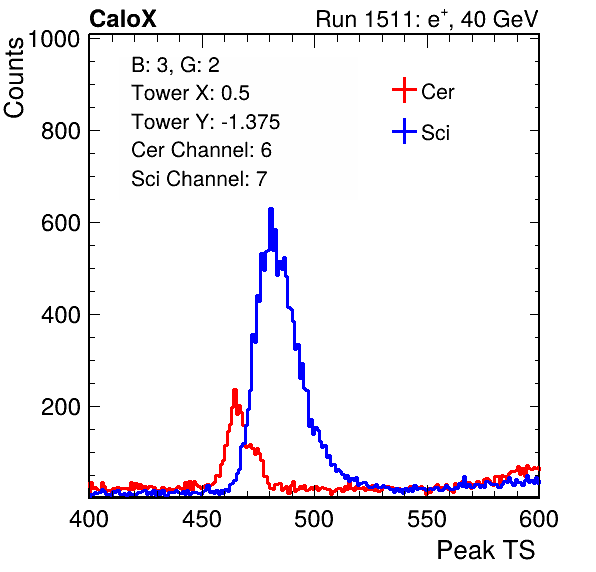 CaloX Run 1511: e⁺, 40 GeV
Counts
1000
800
600
400
200
B: 3, G: 2
Tower X: 0.5
Tower Y: -1.375
Cer Channel: 6
Sci Channel: 7
Cer
Sci
400 450 500 550 600
Peak TS